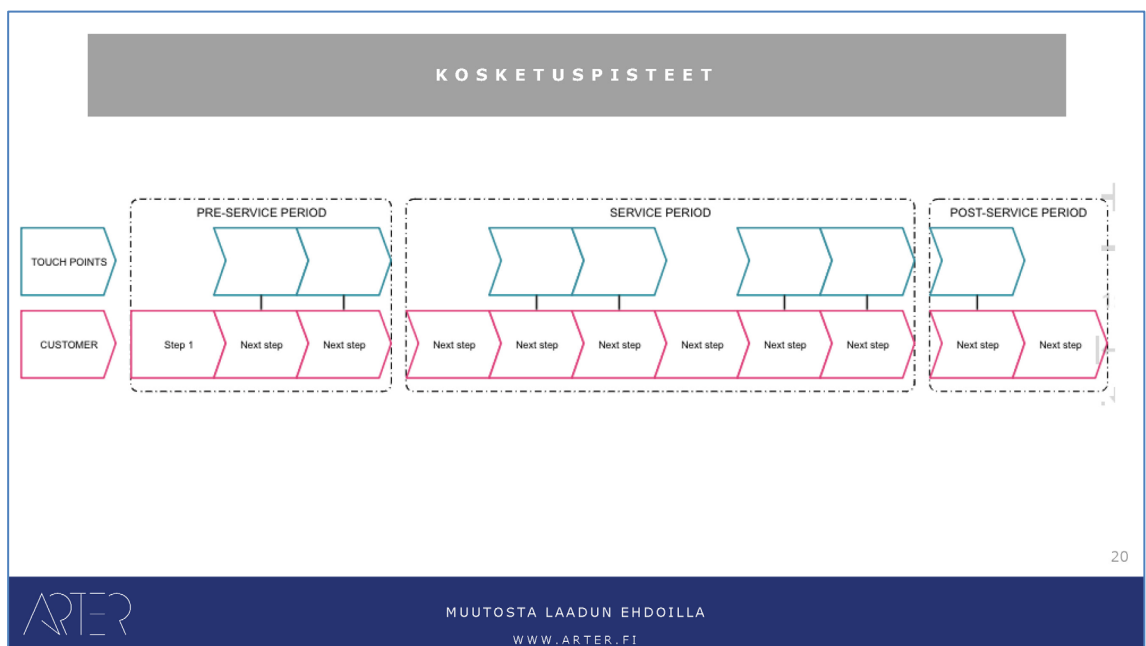 KOSKETUSPISTEET
PRE-SERVICE PERIOD
SERVICE PERIOD
POST-SERVICE PERIOD
TOUCH POINTS
CUSTOMER
Step 1
Next step
Next step
Next step
Next step
Next step
Next step
Next step
Next step
Next step
Next step
20
ARTER
MUUTOSTA LAADUN EHDOILLA
WWW.ARTER.FI